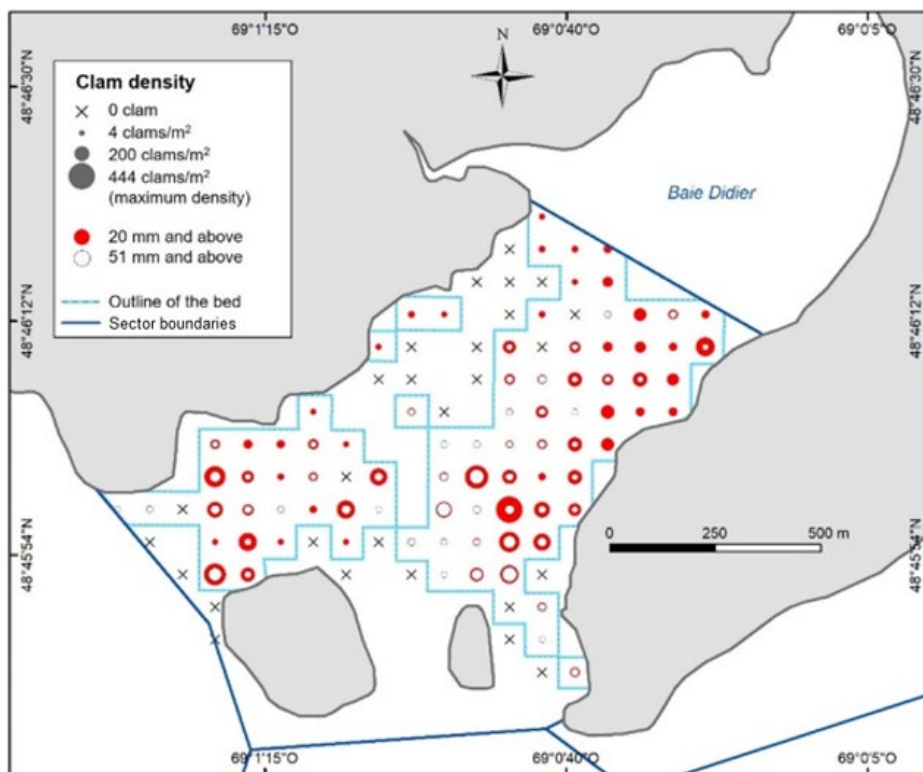 69°1'15"O 69°0'40"O 69°0'5"O
N
48°46'30"N 48°46'30"N
Clam density
0 clam
4 clams/m²
200 clams/m²
444 clams/m²
(maximum density)
20 mm and above
51 mm and above
Outline of the bed
Sector boundaries
Baie Didier
48°46'12"N 48°46'12"N
0 250 500 m
48°45'54"N 48°45'54"N
69°1'15"O 69°0'40"O 69°0'5"O